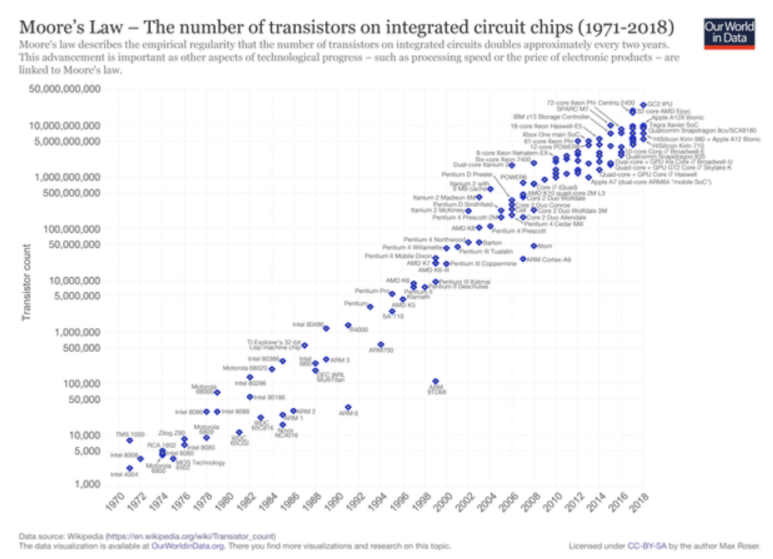 Moore's Law – The number of transistors on integrated circuit chips (1971-2018)
Our World
in Data
Moore's law describes the empirical regularity that the number of transistors on integrated circuits doubles approximately every two years.
This advancement is important as other aspects of technological progress – such as processing speed or the price of electronic products – are
linked to Moore's law.
Transistor count
50,000,000,000
10,000,000,000
5,000,000,000
1,000,000,000
500,000,000
100,000,000
50,000,000
10,000,000
5,000,000
1,000,000
500,000
100,000
50,000
10,000
5,000
1,000
72-core Xeon Phi
Centriq 2400
GC2 IPU
SPARC M7
32-core AMD Epyc
IBM z13 Storage Controller
Apple A12X Bionic
18-core Xeon Haswell-E5
Tegra Xavier SoC
Qualcomm Snapdragon 8cx/SCX8180
Xbox One main SoC
61-core Xeon Phi
HiSilicon Kirin 980 + Apple A12 Bionic
12-core POWER8
HiSilicon Kirin 710
8-core Xeon Nehalem-EX
10-core Core i7 Broadwell-E
Six-core Xeon 7400
Qualcomm Snapdragon 835
Dual-core Itanium 2
Dual-core + GPU Iris Core i7 Broadwell-U
Quad-core + GPU GT2 Core i7 Skylake K
Pentium D Presler
POWER6
Quad-core + GPU Core i7 Haswell
Itanium 2 with
9 MB cache
Apple A7 (dual-core ARM64 "mobile SoC")
Core i7 (Quad)
AMD K10 quad-core 2M L3
Itanium 2 Madison 6M
Core 2 Duo Wolfdale
Pentium D Smithfield
Core 2 Duo Conroe
Itanium 2 McKinley
Cell
Core 2 Duo Wolfdale 3M
Pentium 4 Prescott-2M
Core 2 Duo Allendale
Pentium 4 Cedar Mill
AMD K8
Pentium 4 Prescott
Pentium 4 Northwood
Barton
Atom
Pentium 4 Willamette
Pentium III Tualatin
Pentium II Mobile Dixon
ARM Cortex-A9
AMD K7
Pentium III Coppermine
AMD K6-III
AMD K6
Pentium III Katmai
Pentium Pro
Pentium II Deschutes
Pentium II
Klamath
Pentium
AMD K5
SA-110
Intel 80486
R4000
TI Explorer's 32-bit
Lisp machine chip
ARM700
Intel 80386
Intel
i960
ARM 3
Motorola 68020
DEC WRL
MultiTitan
Intel 80286
ARM
9TDMI
Motorola
68000
Intel 80186
Intel 8086
Intel 8088
ARM 2
ARM 6
WDC
65C816
ARM 1
Novix
NC4016
TMS 1000
Zilog Z80
Motorola
6809
WDC
65C02
RCA 1802
Intel 8085
Intel 8008
Intel 8080
Motorola
6800
MOS Technology
6502
Intel 4004
1970 1972 1974 1976 1978 1980 1982 1984 1986 1988 1990 1992 1994 1996 1998 2000 2002 2004 2006 2008 2010 2012 2014 2016 2018
Data source: Wikipedia (https://en.wikipedia.org/wiki/Transistor_count)
The data visualization is available at OurWorldinData.org. There you find more visualizations and research on this topic.
Licensed under CC-BY-SA by the author Max Roser.